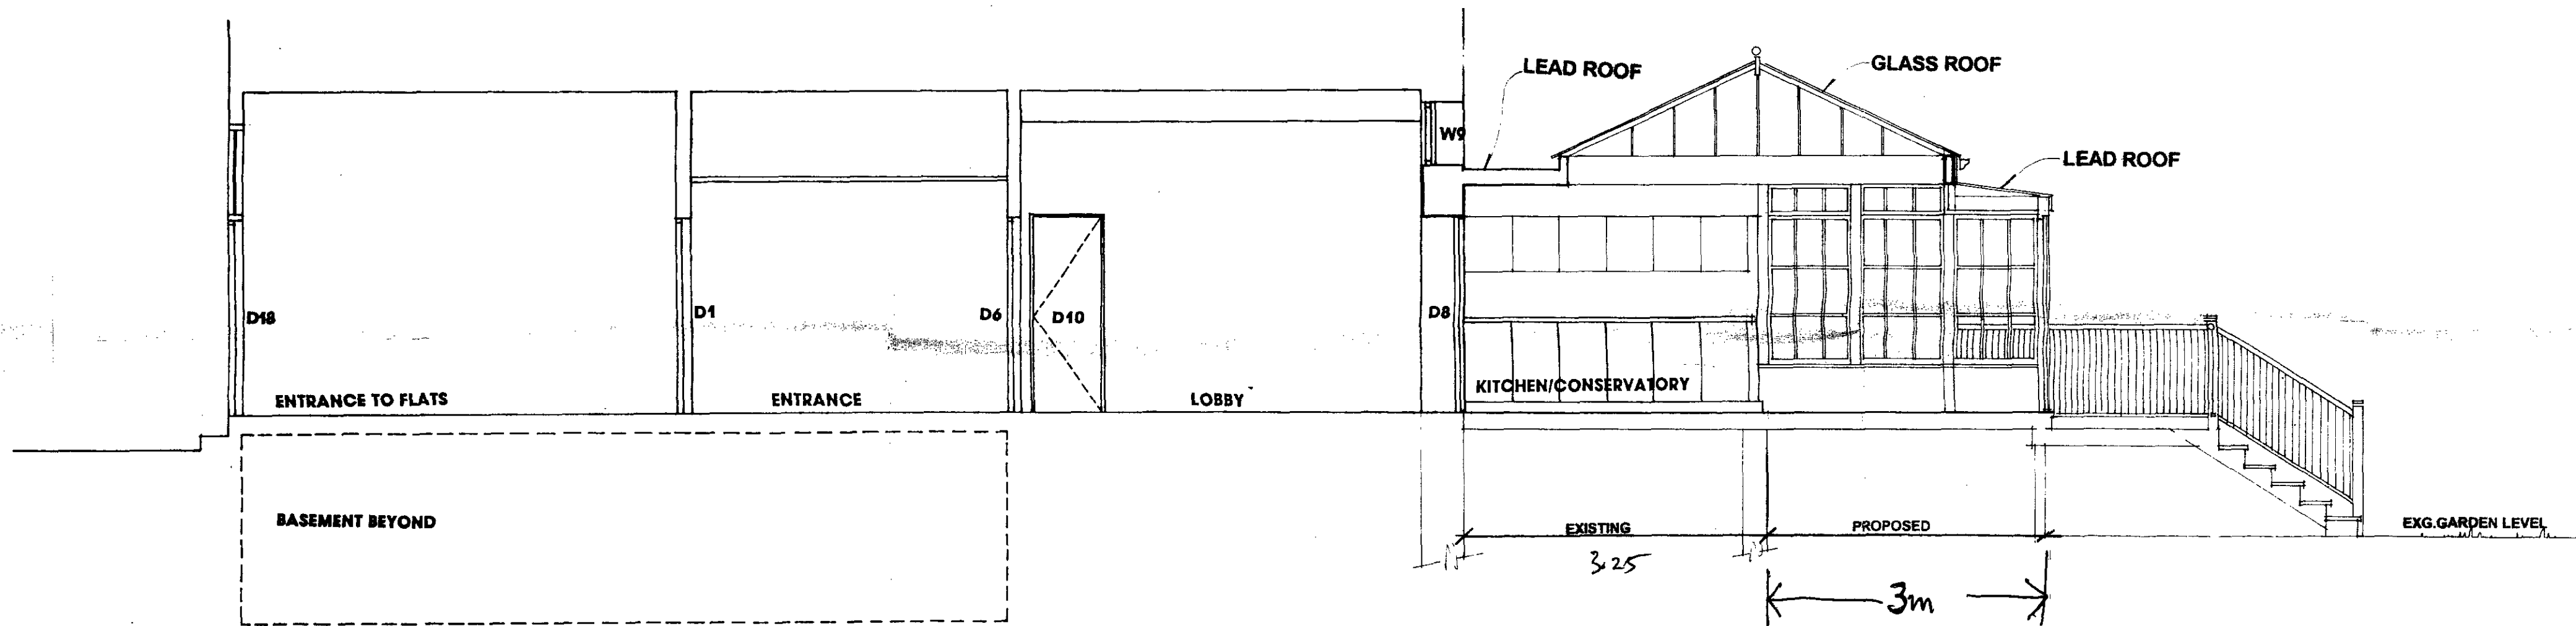 LEAD ROOF
GLASS ROOF
W9
LEAD ROOF
D18
D1
D6
D10
D8
ENTRANCE TO FLATS
ENTRANCE
LOBBY
KITCHEN/CONSERVATORY
BASEMENT BEYOND
EXISTING
PROPOSED
EXG.GARDEN LEVEL
3.25
3m